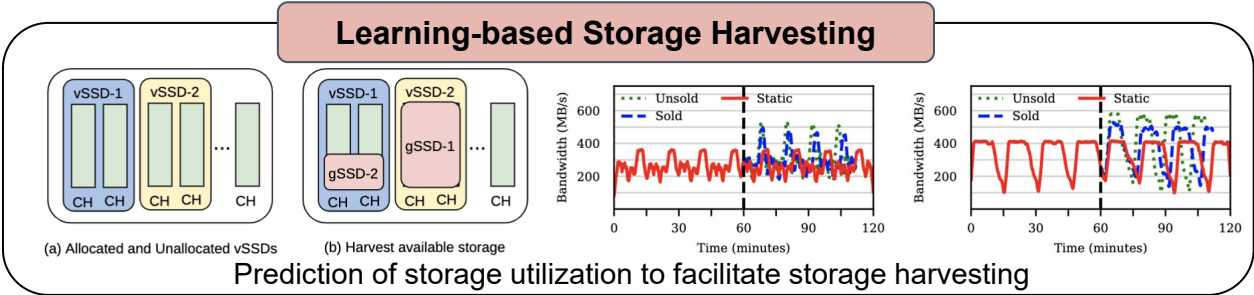 Learning-based Storage Harvesting
vSSD-1 vSSD-2
...
CH CH CH CH CH
(a) Allocated and Unallocated vSSDs
vSSD-1 vSSD-2
gSSD-1
gSSD-2
...
CH CH CH CH CH
(b) Harvest available storage
Unsold Static
Sold
Bandwidth (MB/s)
600
400
200
0 30 60 90 120
Time (minutes)
Unsold Static
Sold
Bandwidth (MB/s)
600
400
200
0 31 60 90 120
Time (minutes)
Prediction of storage utilization to facilitate storage harvesting